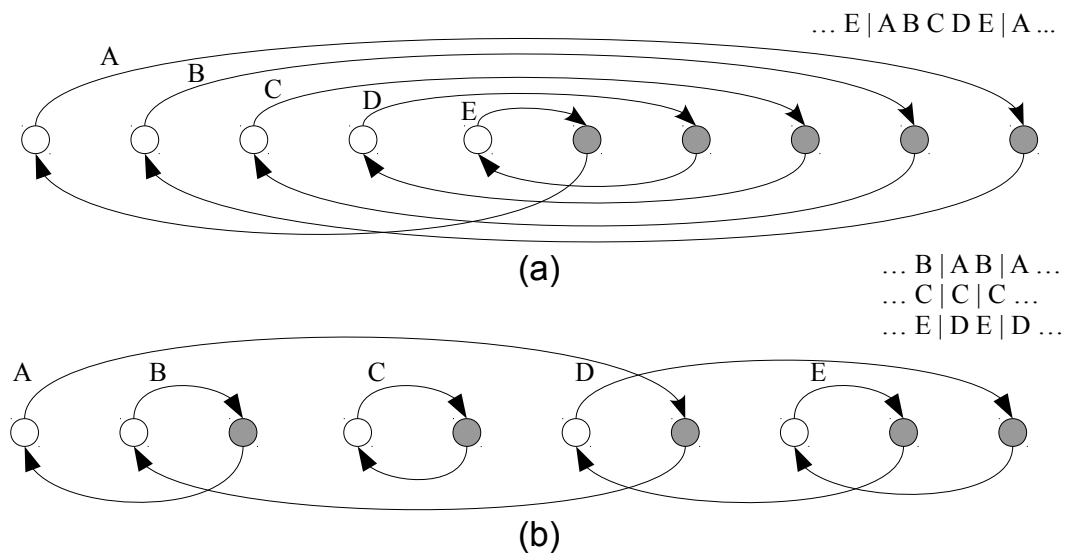 … E | A B C D E | A ...
A
B
C
D
E
(a)
… B | A B | A …
… C | C | C …
… E | D E | D …
A
B
C
D
E
(b)